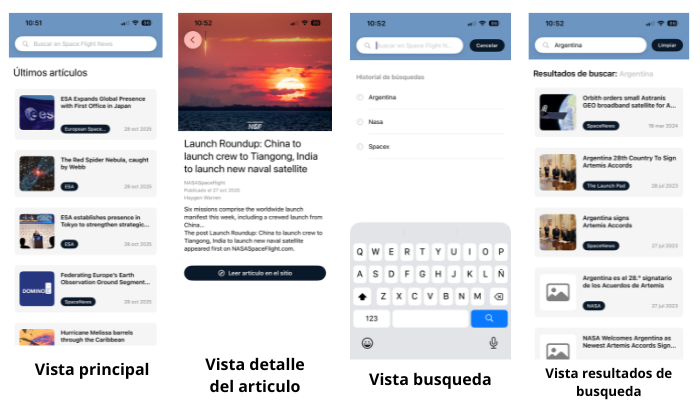 10:51
Buscar en Space Flight News
Últimos artículos
ESA Expands Global Presence
with First Office in Japan
European Space...
28 oct 2025
The Red Spider Nebula, caught
by Webb
ESA
28 oct 2025
ESA establishes presence in
Tokyo to strengthen strategic...
ESA
28 oct 2025
Federating Europe's Earth
Observation Ground Segment...
SpaceNews
28 oct 2025
Hurricane Melissa barrels
through the Caribbean
Vista principal
10:52
NSF
Launch Roundup: China to
launch crew to Tiangong, India
to launch new naval satellite
NASASpaceflight
Publicado el 27 oct 2025
Haygen Warren
Six missions comprise the worldwide launch
manifest this week, including a crewed launch from
China...
The post Launch Roundup: China to launch crew to
Tiangong, India to launch new naval satellite
appeared first on NASASpaceFlight.com.
Leer artículo en el sitio
Vista detalle
del articulo
10:52
Buscar en Space Flight N...
Cancelar
Historial de búsquedas
Argentina
Nasa
Spacex
Q W E R T Y U I O P
A S D F G H J K L Ñ
Z X C V B N M
123
Vista busqueda
10:52
Argentina
Limpiar
Resultados de buscar: Argentina
Orbith orders small Astranis
GEO broadband satellite for A...
SpaceNews
19 mar 2024
Argentina 28th Country To Sign
Artemis Accords
The Launch Pad
28 jul 2023
Argentina signs
Artemis Accords
SpaceNews
27 jul 2023
Argentina es el 28.º signatario
de los Acuerdos de Artemis
NASA
27 jul 2023
NASA Welcomes Argentina as
Newest Artemis Accords Sign...
Vista resultados de
busqueda